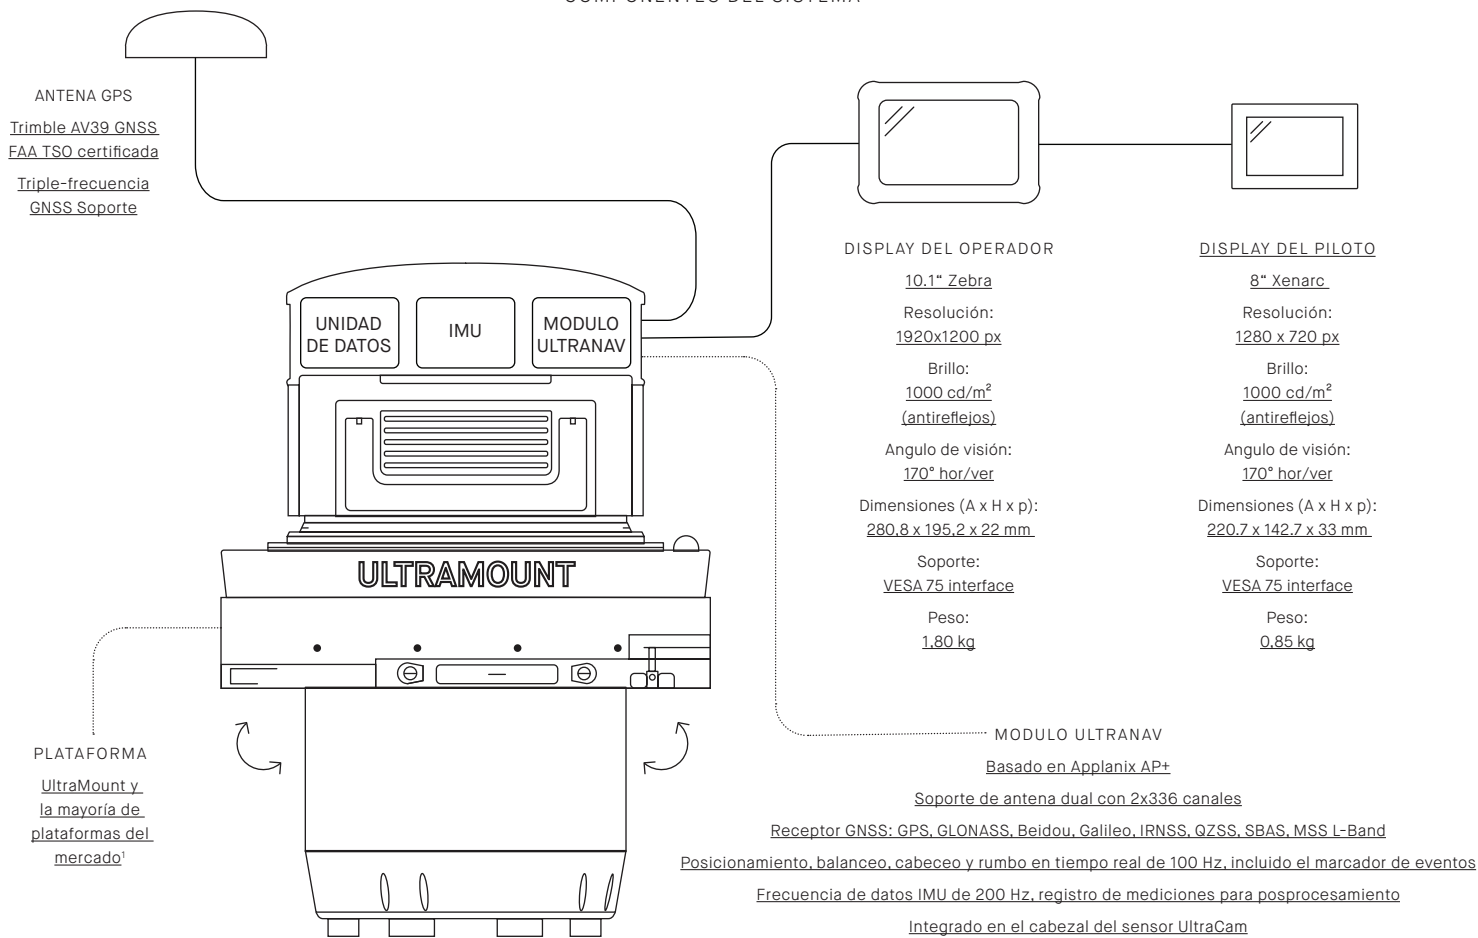 COMPONENTES DEL SISTEMA
ANTENA GPS
Trimble AV39 GNSS
FAA TSO certificada
Triple-frecuencia
GNSS Soporte
UNIDAD
DE DATOS
IMU
MODULO
ULTRANAV
ULTRAMOUNT
PLATAFORMA
UltraMount y
la mayoría de
plataformas del
mercado¹
DISPLAY DEL OPERADOR
10.1“ Zebra
Resolución:
1920x1200 px
Brillo:
1000 cd/m²
(antireflejos)
Angulo de visión:
170° hor/ver
Dimensiones (A x H x p):
280,8 x 195,2 x 22 mm
Soporte:
VESA 75 interface
Peso:
1,80 kg
DISPLAY DEL PILOTO
8“ Xenarc
Resolución:
1280 x 720 px
Brillo:
1000 cd/m²
(antireflejos)
Angulo de visión:
170° hor/ver
Dimensiones (A x H x p):
220.7 x 142.7 x 33 mm
Soporte:
VESA 75 interface
Peso:
0,85 kg
MODULO ULTRANAV
Basado en Applanix AP+
Soporte de antena dual con 2x336 canales
Receptor GNSS: GPS, GLONASS, Beidou, Galileo, IRNSS, QZSS, SBAS, MSS L-Band
Posicionamiento, balanceo, cabeceo y rumbo en tiempo real de 100 Hz, incluido el marcador de eventos
Frecuencia de datos IMU de 200 Hz, registro de mediciones para posprocesamiento
Integrado en el cabezal del sensor UltraCam